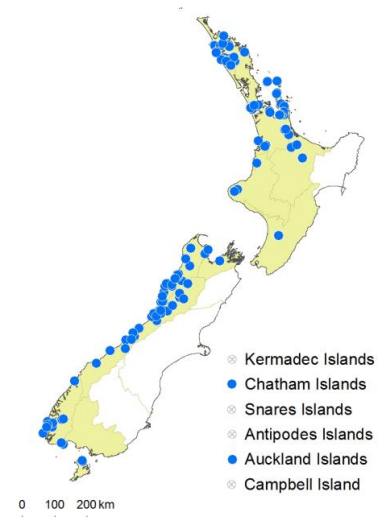 Kermadec Islands
Chatham Islands
Snares Islands
Antipodes Islands
Auckland Islands
Campbell Island
0 100 200 km